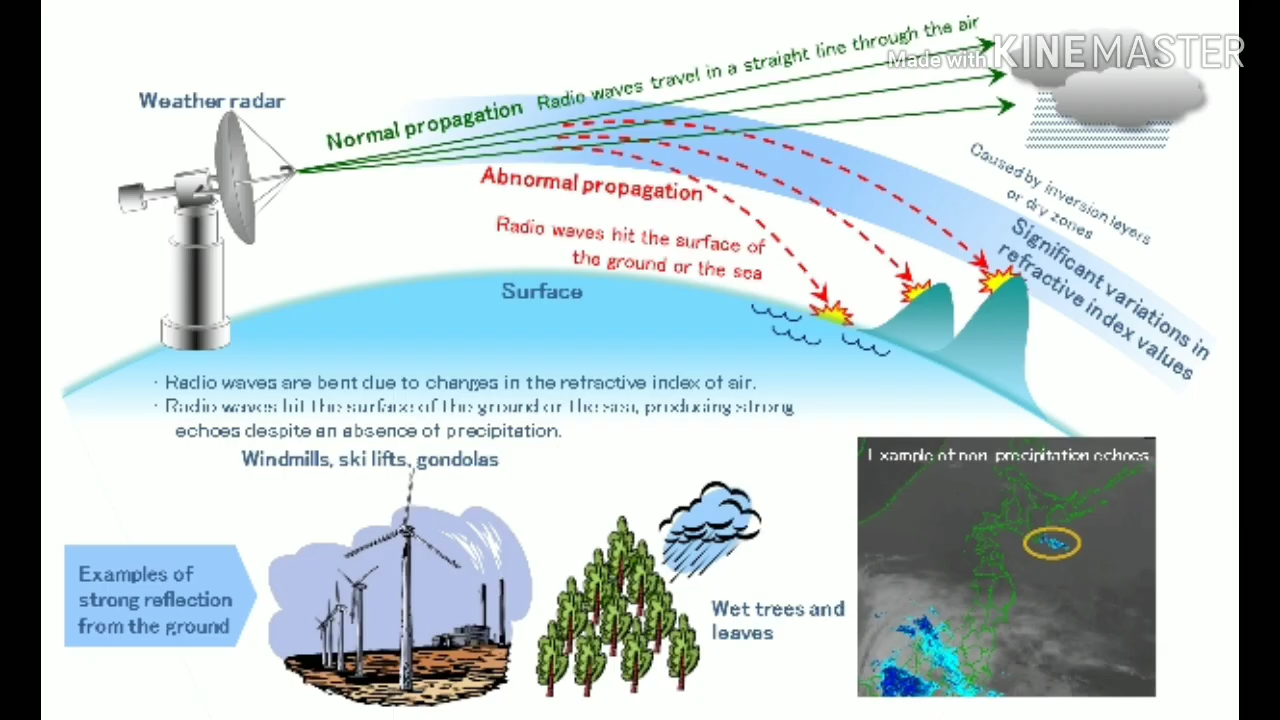 Made with KINEMASTER
Weather radar
Normal propagation
Radio waves travel in a straight line through the air
Abnormal propagation
Radio waves hit the surface of
the ground or the sea
Caused by inversion layers
or dry zones
Significant variations in
refractive index values
Surface
· Radio waves are bent due to changes in the refractive index of air.
· Radio waves hit the surface of the ground or the sea, producing strong
echoes despite an absence of precipitation.
Windmills, ski lifts, gondolas
Examples of
strong reflection
from the ground
Wet trees and
leaves
Example of non precipitation echoes